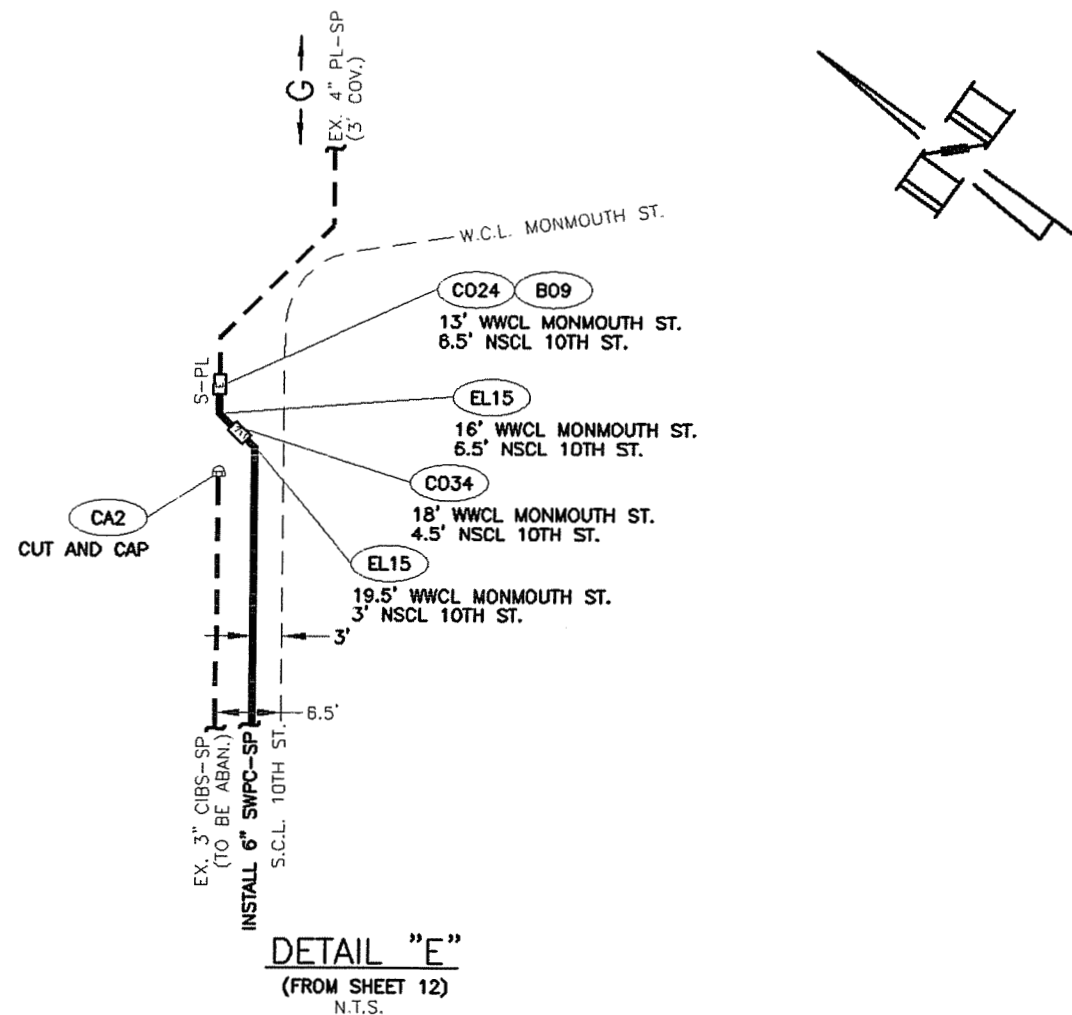 G
EX. 4" PL-SP
(3' COV.)
W.C.L. MONMOUTH ST.
CO24 BO9
13' WWCL MONMOUTH ST.
6.5' NSCL 10TH ST.
S-PL
EL15
16' WWCL MONMOUTH ST.
6.5' NSCL 10TH ST.
CO34
18' WWCL MONMOUTH ST.
4.5' NSCL 10TH ST.
CA2
CUT AND CAP
EL15
19.5' WWCL MONMOUTH ST.
3' NSCL 10TH ST.
3'
6.5'
EX. 3" CIBS-SP
(TO BE ABAN.)
INSTALL 6" SWPC-SP
S.C.L. 10TH ST.
DETAIL "E"
(FROM SHEET 12)
N.T.S.